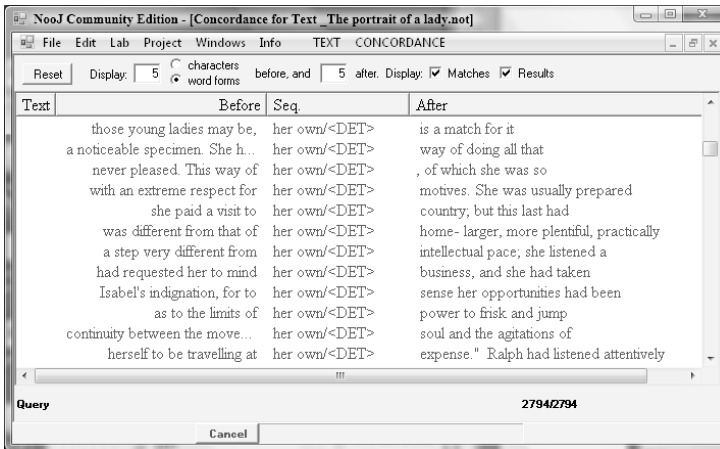 NooJ Community Edition - [Concordance for Text _The portrait of a lady.not]
File Edit Lab Project Windows Info TEXT CONCORDANCE
Reset Display: 5 characters word forms before, and 5 after. Display: Matches Results
Text Before Seq. After
those young ladies may be, her own/<DET> is a match for it
a noticeable specimen. She h... her own/<DET> way of doing all that
never pleased. This way of her own/<DET> , of which she was so
with an extreme respect for her own/<DET> motives. She was usually prepared
she paid a visit to her own/<DET> country; but this last had
was different from that of her own/<DET> home- larger, more plentiful, practically
a step very different from her own/<DET> intellectual pace; she listened a
had requested her to mind her own/<DET> business, and she had taken
Isabel's indignation, for to her own/<DET> sense her opportunities had been
as to the limits of her own/<DET> power to frisk and jump
continuity between the move... her own/<DET> soul and the agitations of
herself to be travelling at her own/<DET> expense." Ralph had listened attentively
Query 2794/2794
Cancel